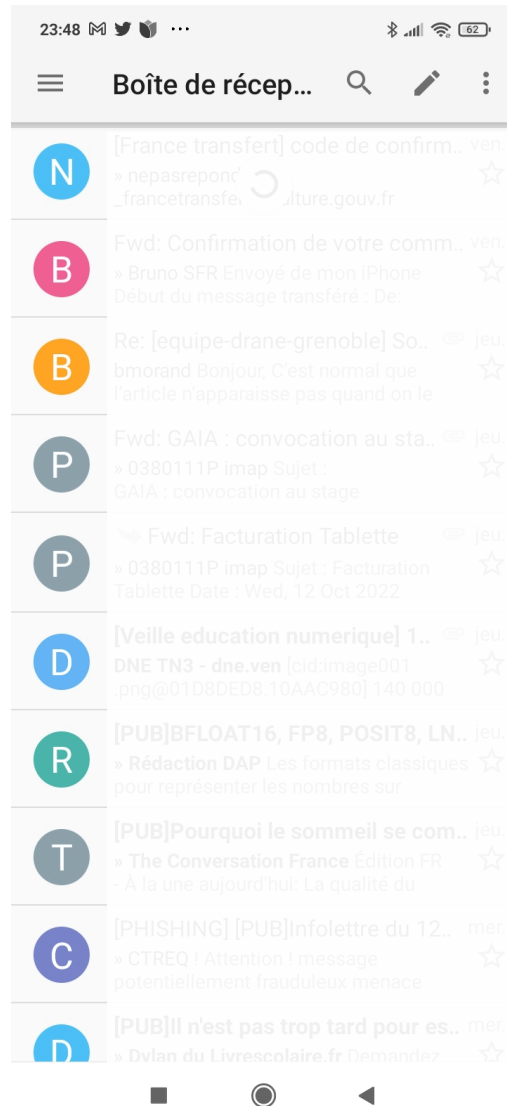 23:48
62
Boîte de récep...
N
[France transfert] code de confirm.. ven.
» nepasrepond
_francetransfe. ulture.gouv.fr
B
Fwd: Confirmation de votre comm.. ven.
» Bruno SFR Envoyé de mon iPhone
Début du message transféré : De:
B
Re: [equipe-drane-grenoble] So.. jeu.
bmorand Bonjour, C'est normal que
l'article n'apparaisse pas quand on le
P
Fwd: GAIA : convocation au sta.. jeu.
» 0380111P imap Sujet :
GAIA : convocation au stage
P
Fwd: Facturation Tablette jeu.
» 0380111P imap Sujet : Facturation
Tablette Date : Wed, 12 Oct 2022
D
[Veille education numerique] 1.. jeu.
DNE TN3 - dne.ven [cid:image001
.png@01D8DED8.10AAC980] 140 000
R
[PUB]BFLOAT16, FP8, POSIT8, LN.. jeu.
» Rédaction DAP Les formats classiques
pour représenter les nombres sur
T
[PUB]Pourquoi le sommeil se com.. jeu.
» The Conversation France Édition FR
- À la une aujourd'hui: La qualité du
C
[PHISHING] [PUB]Infolettre du 12.. mer.
» CTREQ ! Attention ! message
potentiellement frauduleux menace
D
[PUB]Il n'est pas trop tard pour es.. mer.
» Dylan du Livrescolaire.fr Demandez